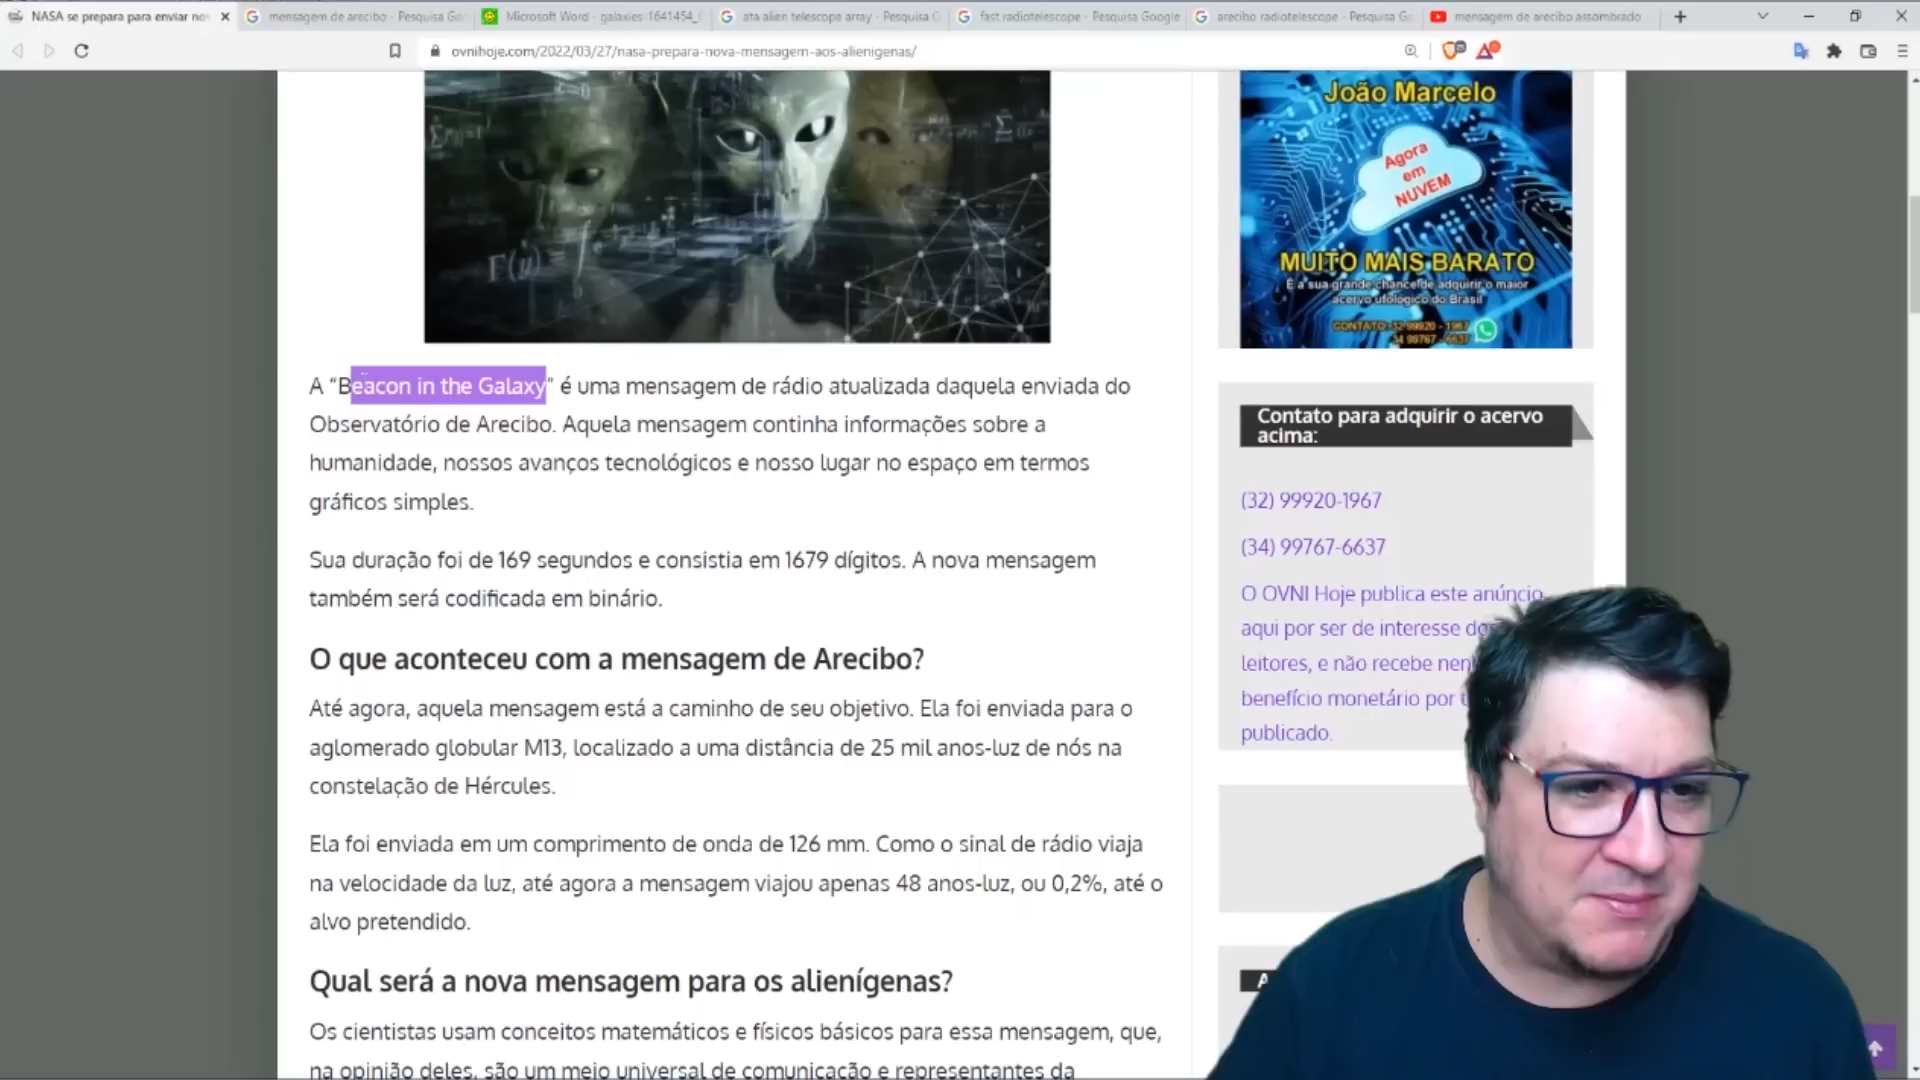 NASA se prepara para enviar no
mensagem de arecibo - Pesquisa Go
Microsoft Word - galaxies-1641454_
ata alien telescope array - Pesquisa G
fast radiotelescope - Pesquisa Google
arecibo radiotelescope - Pesquisa Go
mensagem de arecibo assombrado
ovnihoje.com/2022/03/27/nasa-prepara-nova-mensagem-aos-alienigenas/
A “Beacon in the Galaxy” é uma mensagem de rádio atualizada daquela enviada do
Observatório de Arecibo. Aquela mensagem continha informações sobre a
humanidade, nossos avanços tecnológicos e nosso lugar no espaço em termos
gráficos simples.
Sua duração foi de 169 segundos e consistia em 1679 dígitos. A nova mensagem
também será codificada em binário.
O que aconteceu com a mensagem de Arecibo?
Até agora, aquela mensagem está a caminho de seu objetivo. Ela foi enviada para o
aglomerado globular M13, localizado a uma distância de 25 mil anos-luz de nós na
constelação de Hércules.
Ela foi enviada em um comprimento de onda de 126 mm. Como o sinal de rádio viaja
na velocidade da luz, até agora a mensagem viajou apenas 48 anos-luz, ou 0,2%, até o
alvo pretendido.
Qual será a nova mensagem para os alienígenas?
Os cientistas usam conceitos matemáticos e físicos básicos para essa mensagem, que,
na opinião deles, são um meio universal de comunicação e representantes da
João Marcelo
Agora
em
NUVEM
MUITO MAIS BARATO
É a sua grande chance de adquirir o maior
acervo ufológico do Brasil
CONTATO: 32 99920 - 1967
34 99767 - 6637
Contato para adquirir o acervo
acima:
(32) 99920-1967
(34) 99767-6637
O OVNI Hoje publica este anúncio
aqui por ser de interesse do
leitores, e não recebe nen
benefício monetário por
publicado.
A